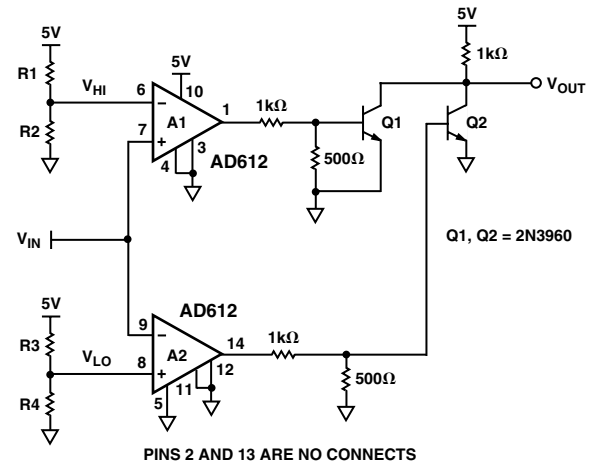 5V
5V
R1
1kΩ
VHI
5V
6
10
VOUT
R2
−
1
1kΩ
Q1
Q2
A1
7
+
3
4
AD612
500Ω
VIN
Q1, Q2 = 2N3960
5V
AD612
9
−
14
1kΩ
R3
VLO
A2
8
+
12
11
R4
5
500Ω
PINS 2 AND 13 ARE NO CONNECTS